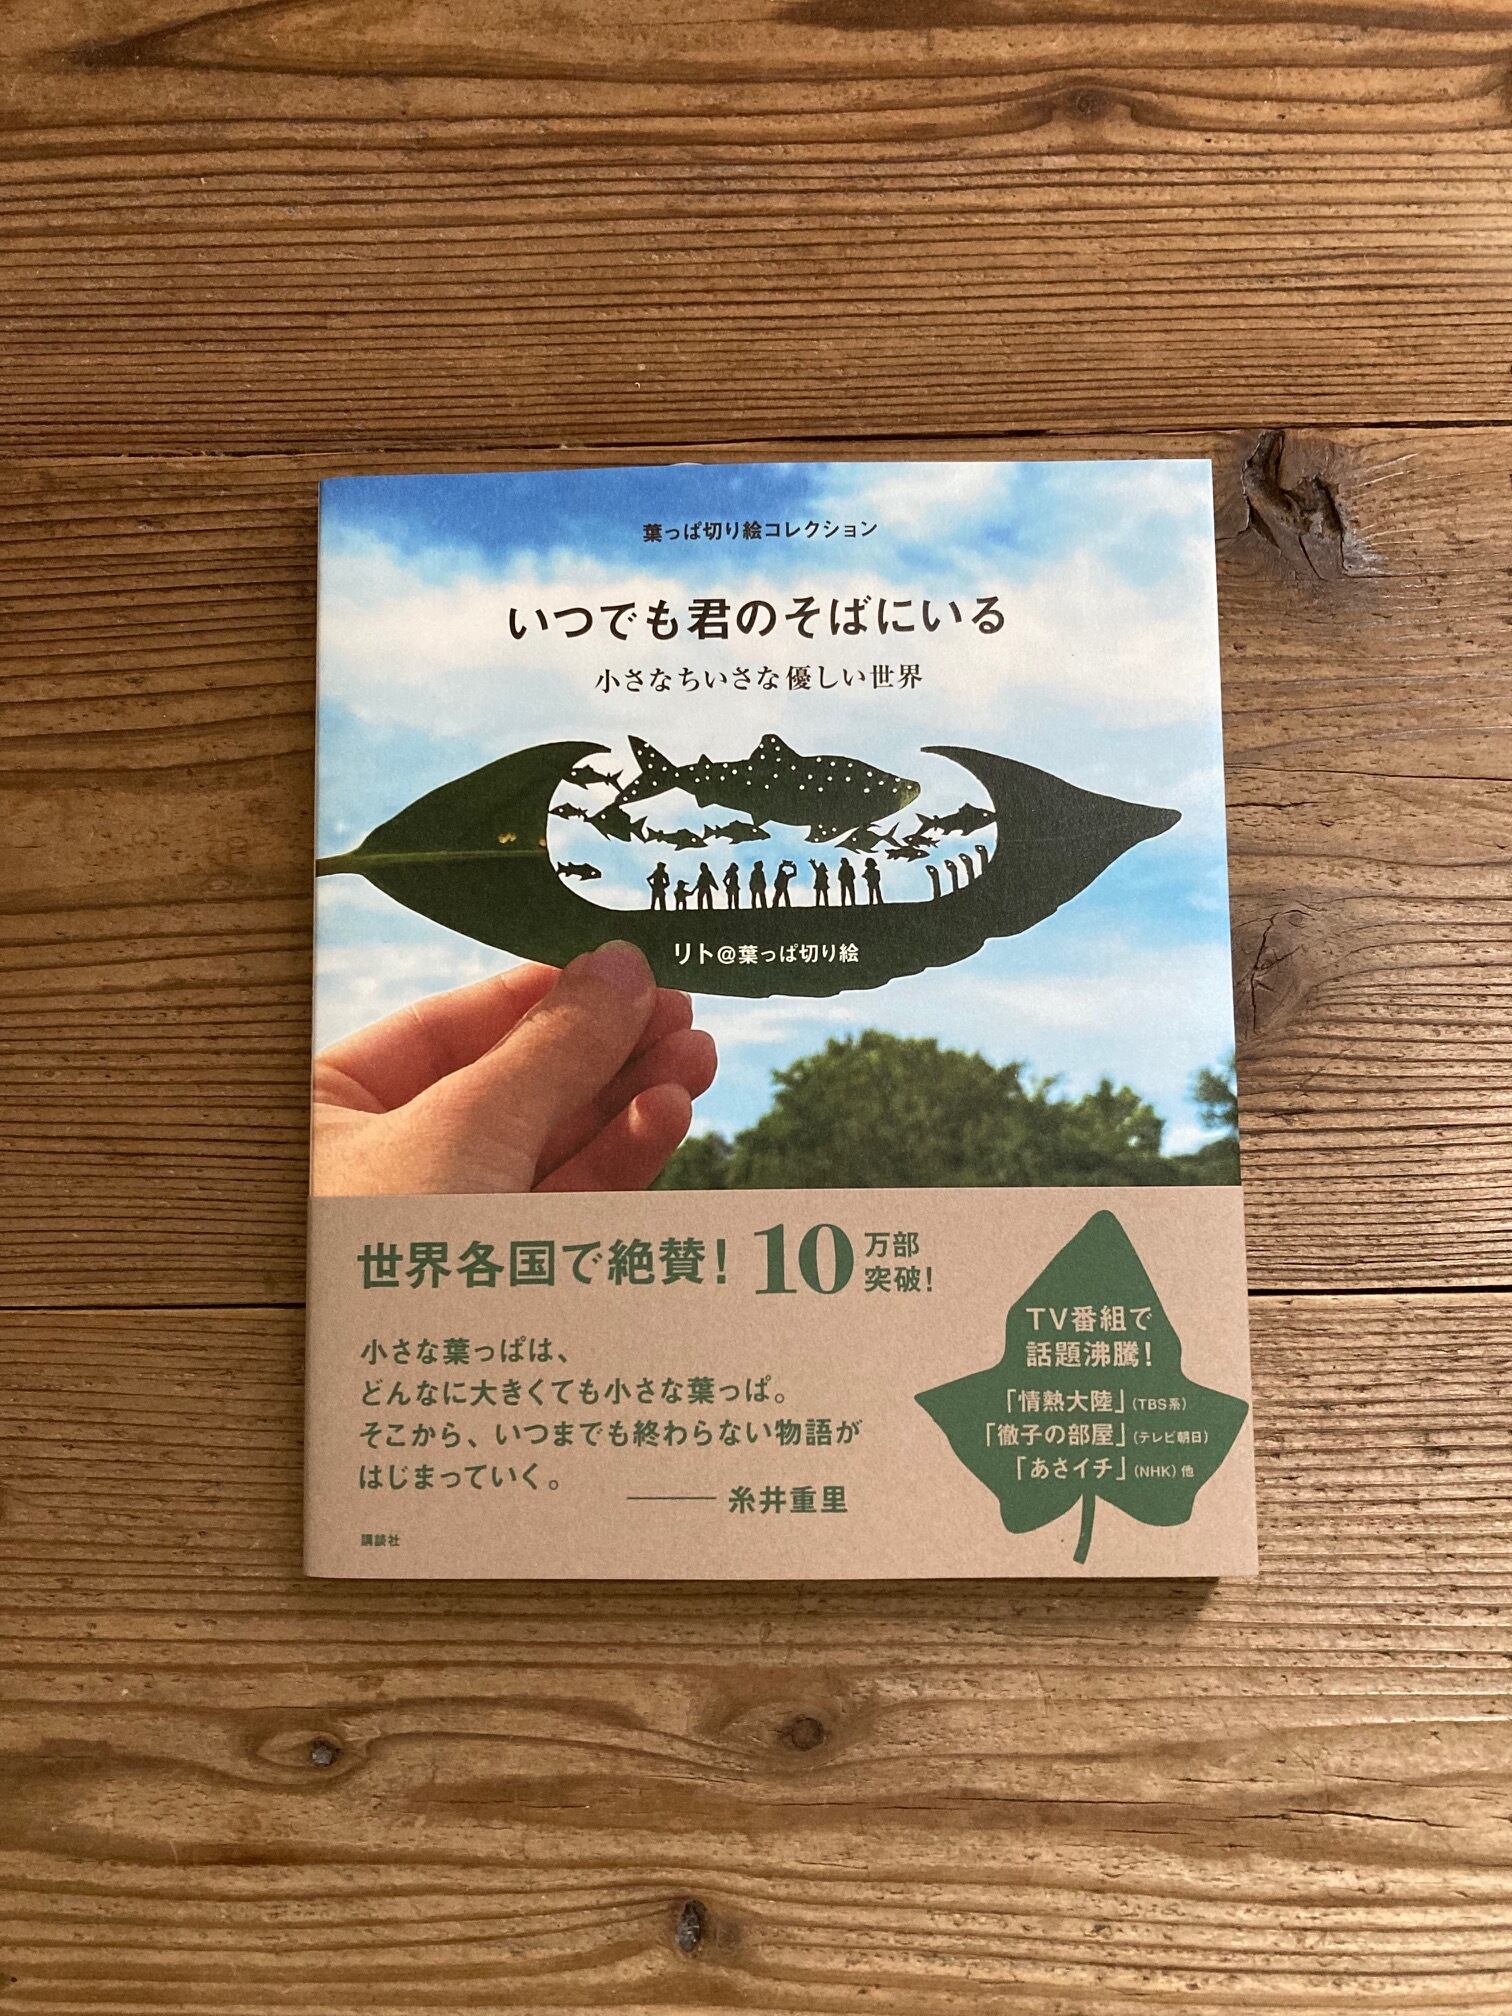 葉っぱ切り絵コレクション
いつでも君のそばにいる
小さなちいさな優しい世界
リト@葉っぱ切り絵
世界各国で絶賛!
10万部
突破!
小さな葉っぱは、
どんなに大きくても小さな葉っぱ。
そこから、いつまでも終わらない物語が
はじまっていく。
――― 糸井重里
講談社
TV番組で
話題沸騰!
「情熱大陸」(TBS系)
「徹子の部屋」(テレビ朝日)
「あさイチ」(NHK)他